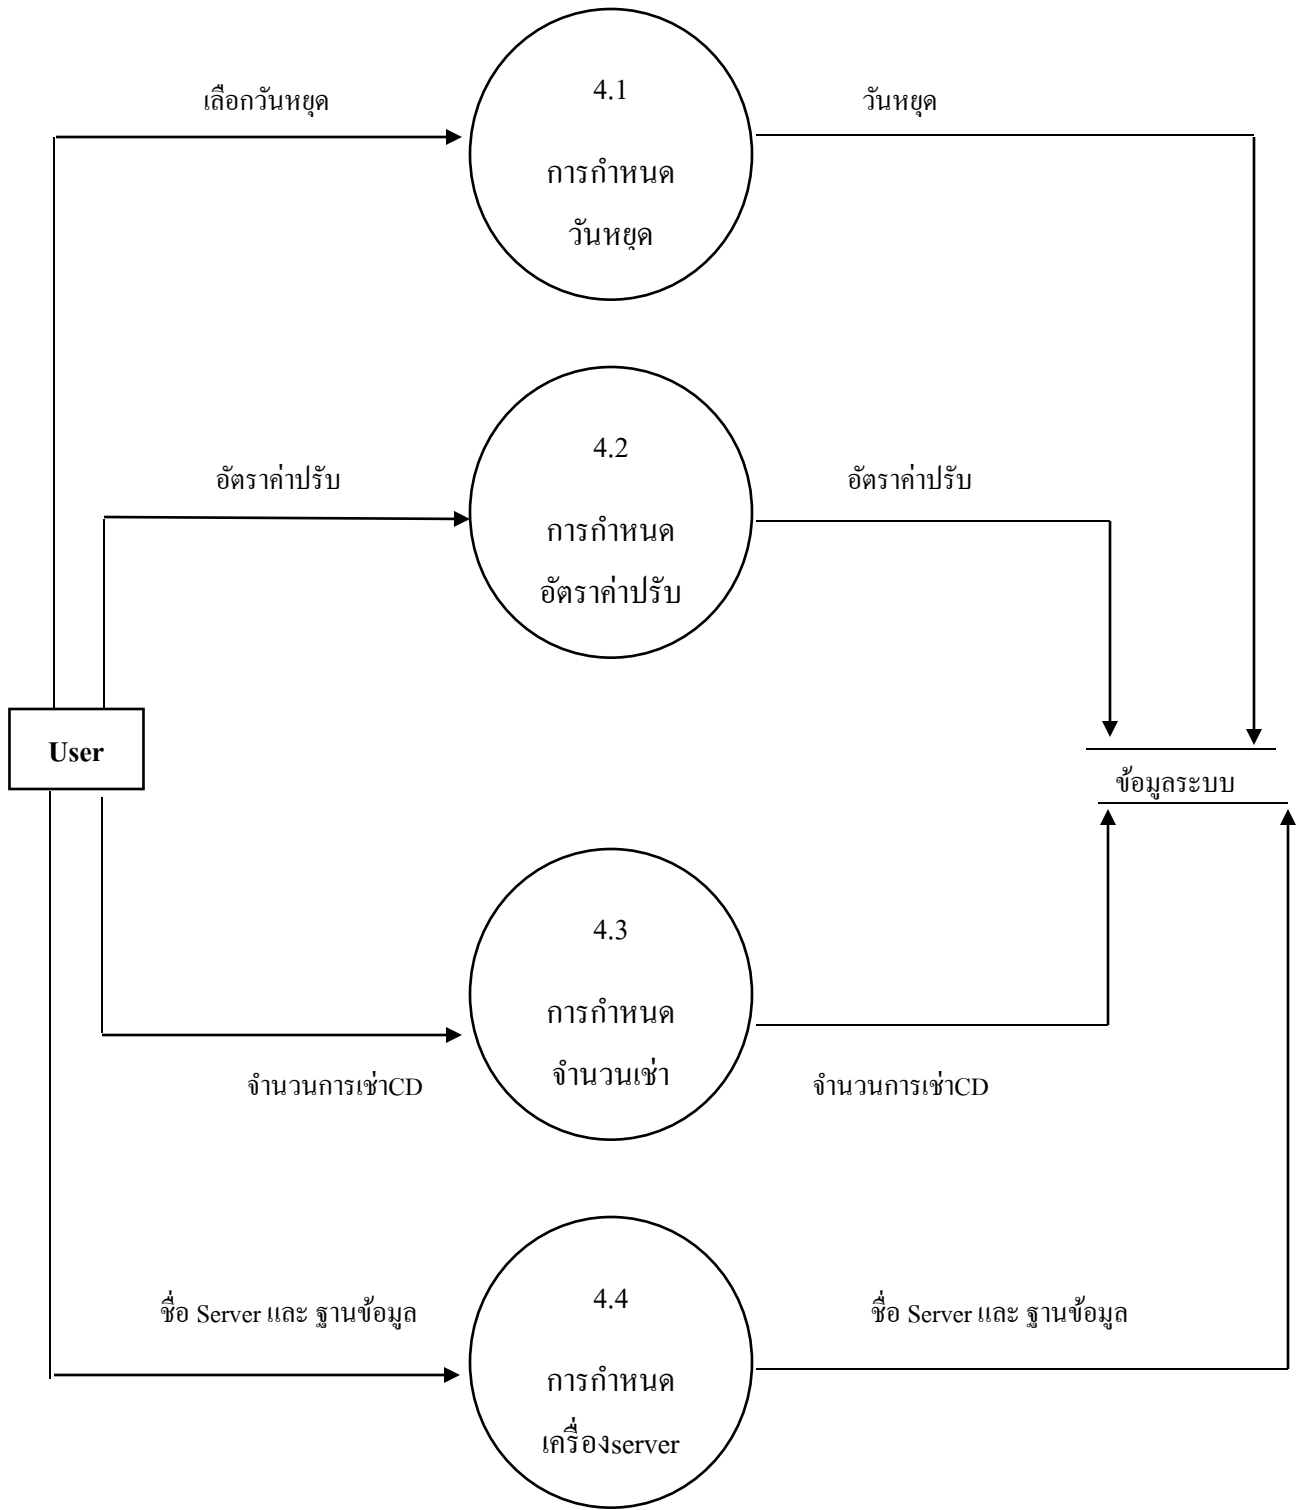 4.1
เลือกวันหยุด
วันหยุด
การกำหนด
วันหยุด
4.2
อัตราค่าปรับ
อัตราค่าปรับ
การกำหนด
อัตราค่าปรับ
User
ข้อมูลระบบ
4.3
การกำหนด
จำนวนเช่า
จำนวนการเช่าCD
จำนวนการเช่าCD
4.4
ชื่อ Server และ ฐานข้อมูล
ชื่อ Server และ ฐานข้อมูล
การกำหนด
เครื่องserver